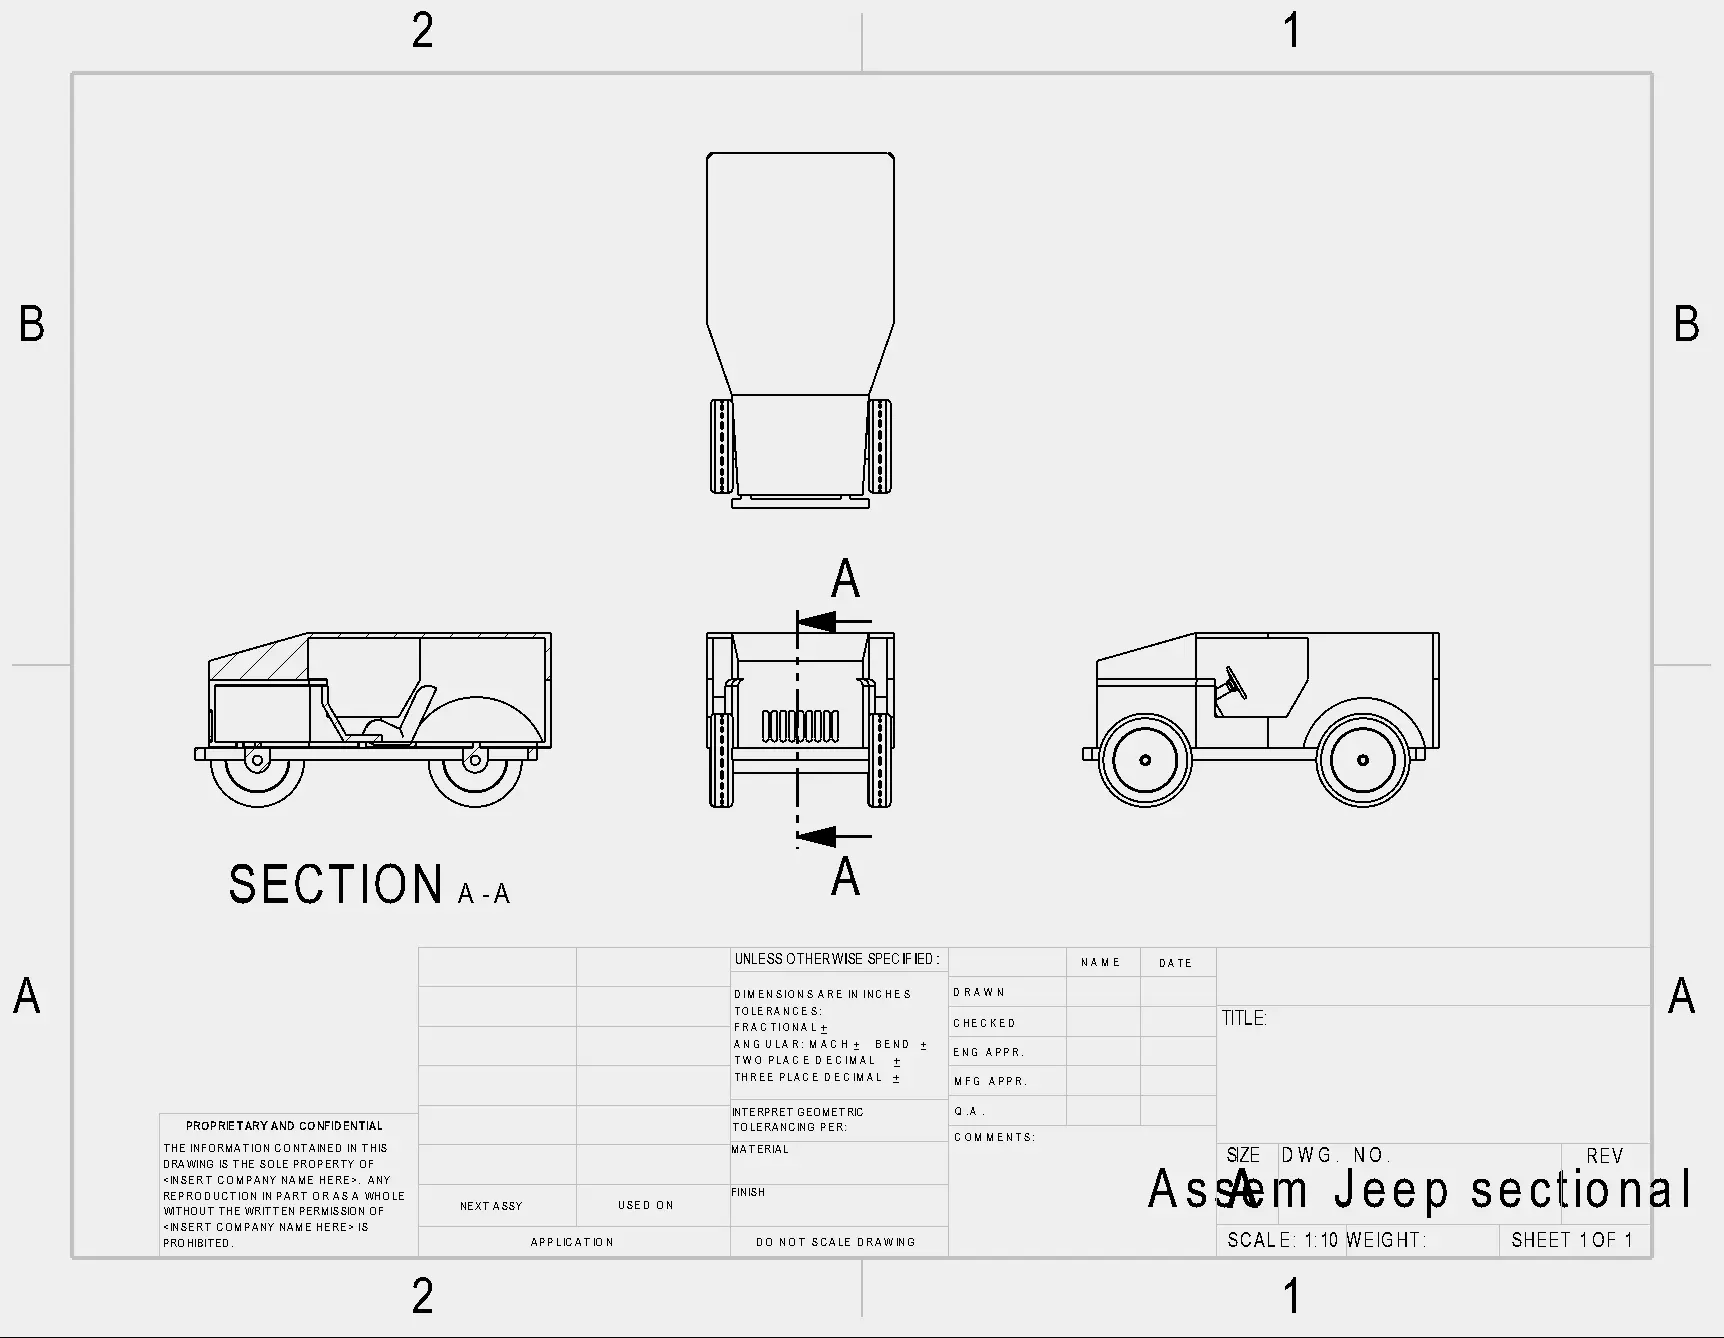 2 1
B B
A
SECTION A-A
A
A A
UNLESS OTHERWISE SPECIFIED:
DIMENSIONS ARE IN INCHES
TOLERANCES:
FRACTIONAL ±
ANGULAR: MACH ± BEND ±
TWO PLACE DECIMAL ±
THREE PLACE DECIMAL ±
INTERPRET GEOMETRIC
TOLERANCING PER:
MATERIAL
FINISH
DO NOT SCALE DRAWING
NAME DATE
DRAWN
CHECKED
ENG APPR.
MFG APPR.
Q.A.
COMMENTS:
TITLE:
SIZE DWG. NO. REV
A
Assem Jeep sectional
SCALE: 1:10 WEIGHT: SHEET 1 OF 1
PROPRIETARY AND CONFIDENTIAL
THE INFORMATION CONTAINED IN THIS
DRAWING IS THE SOLE PROPERTY OF
<INSERT COMPANY NAME HERE>. ANY
REPRODUCTION IN PART OR AS A WHOLE
WITHOUT THE WRITTEN PERMISSION OF
<INSERT COMPANY NAME HERE> IS
PROHIBITED.
NEXT ASSY USED ON
APPLICATION
2 1